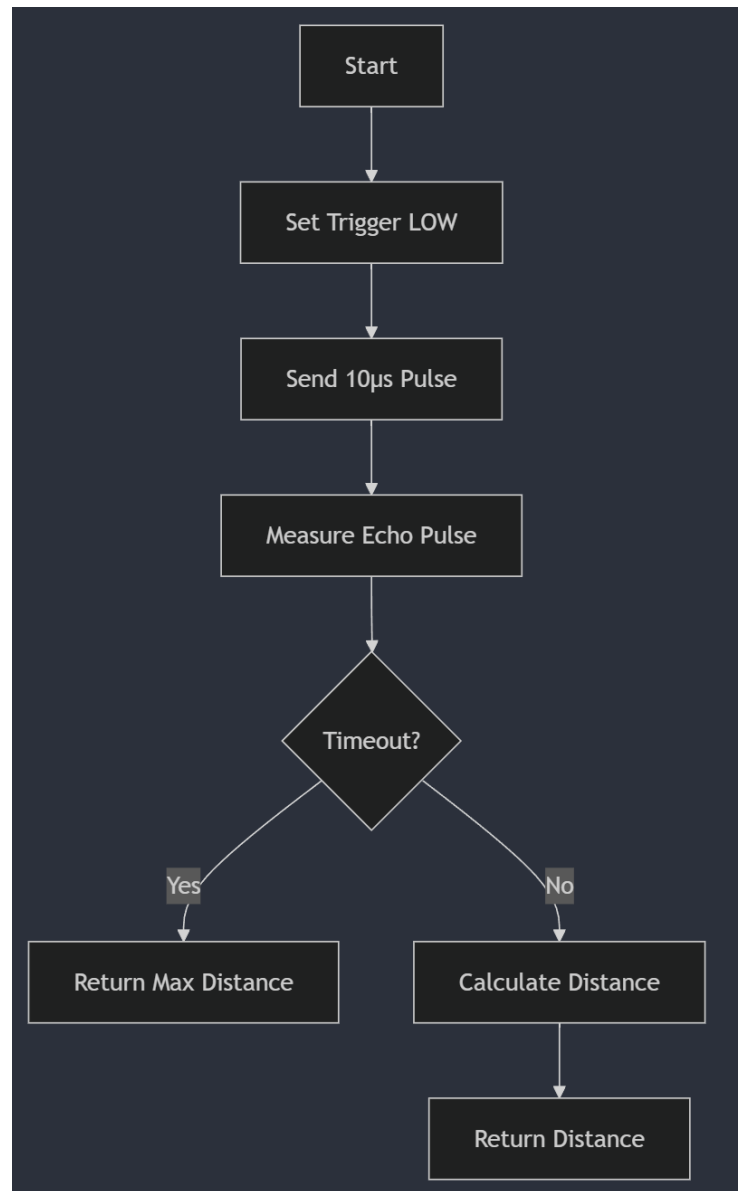 Start
Set Trigger LOW
Send 10µs Pulse
Measure Echo Pulse
Timeout?
Yes
No
Return Max Distance
Calculate Distance
Return Distance